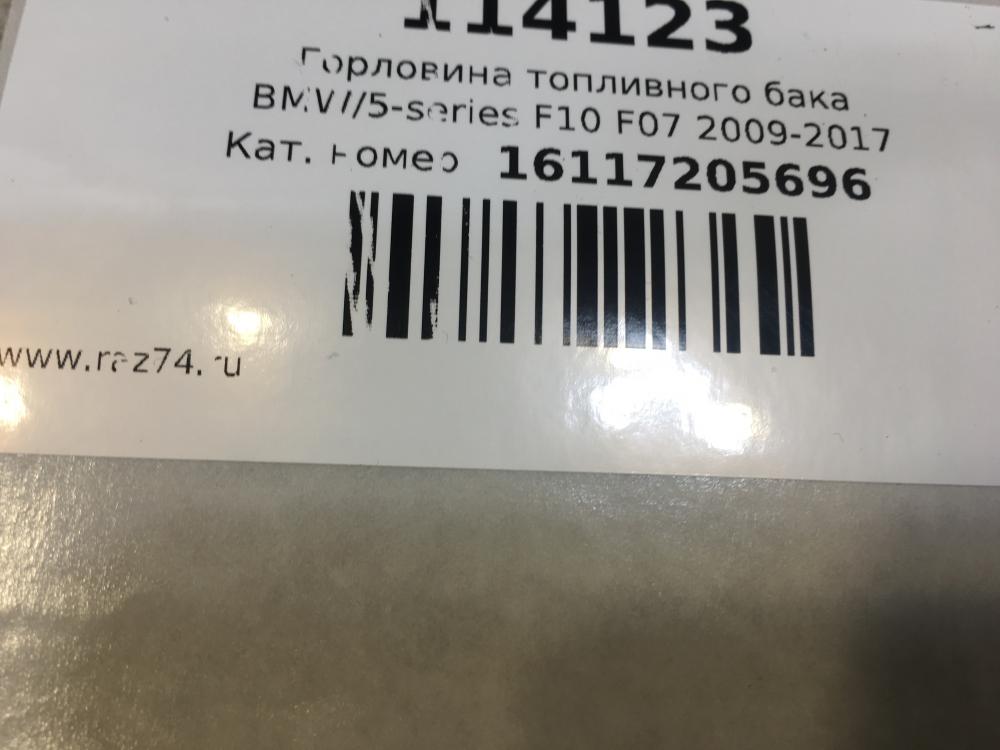 114123
Горловина топливного бака
BMW//5-series F10 F07 2009-2017
Кат. номер 16117205696
www.raz74.ru